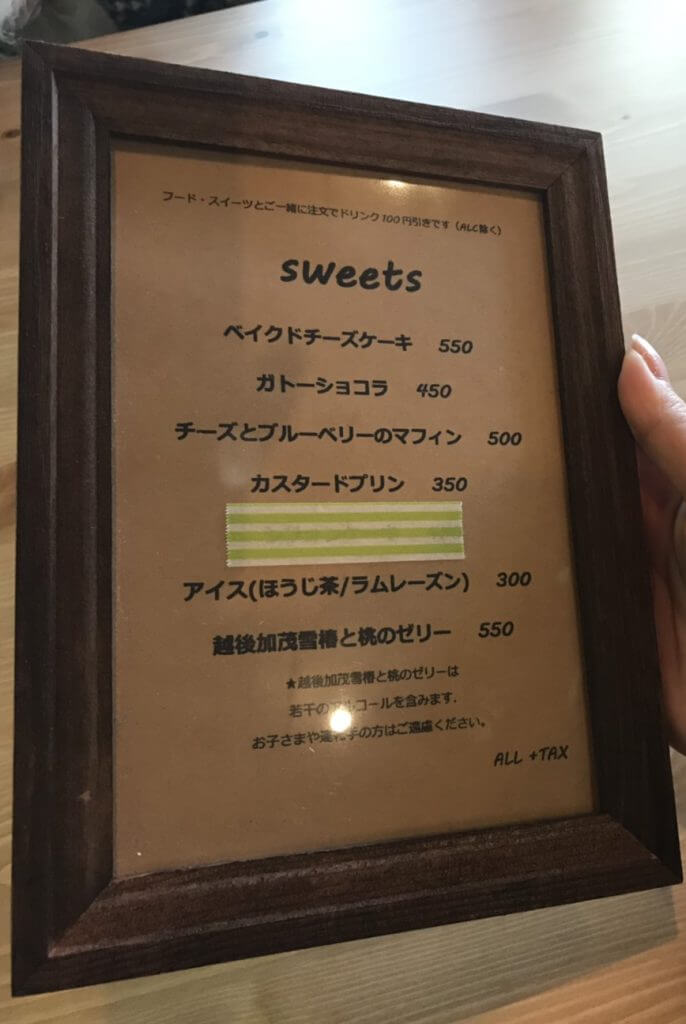 フード・スイーツとご一緒に注文でドリンク100円引きです（ALC除く）
sweets
ベイクドチーズケーキ 550
ガトーショコラ 450
チーズとブルーベリーのマフィン 500
カスタードプリン 350
アイス(ほうじ茶/ラムレーズン) 300
越後加茂雪椿と桃のゼリー 550
★越後加茂雪椿と桃のゼリーは
若干のアルコールを含みます.
お子さまや運転手の方はご遠慮ください。
ALL +TAX